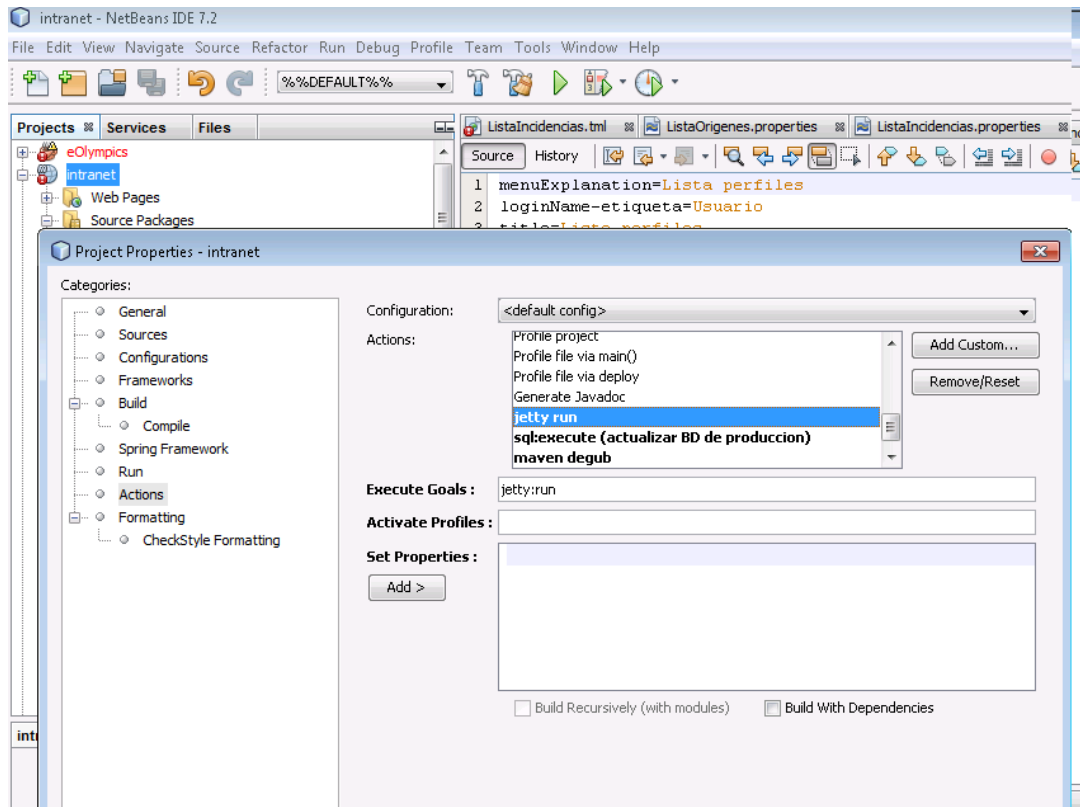 intranet - NetBeans IDE 7.2
File Edit View Navigate Source Refactor Run Debug Profile Team Tools Window Help
%%DEFAULT%%
Projects Services Files
ListaIncidencias.tml ListaOrigenes.properties ListaIncidencias.properties
eOlympics
Source History
intranet
1 menuExplanation=Lista perfiles
Web Pages
2 loginName-etiqueta=Usuario
Source Packages
3 title=Lista perfiles
Project Properties - intranet
Categories:
General
Sources
Configurations
Frameworks
Build
Compile
Spring Framework
Run
Actions
Formatting
CheckStyle Formatting
Configuration:
<default config>
Actions:
Profile project
Profile file via main()
Profile file via deploy
Generate Javadoc
jetty run
sql:execute (actualizar BD de produccion)
maven degub
Add Custom...
Remove/Reset
Execute Goals :
jetty:run
Activate Profiles :
Set Properties :
Add >
Build Recursively (with modules)
Build With Dependencies